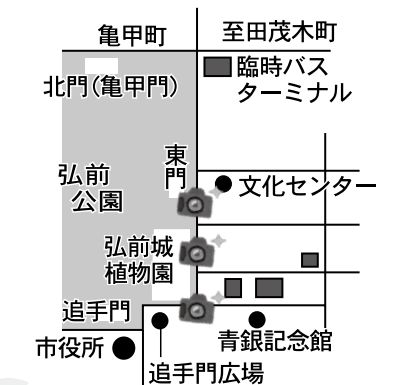 亀甲町
至田茂木町
北門(亀甲門)
臨時バス
ターミナル
東
門
文化センター
弘前
公園
弘前城
植物園
追手門
市役所
青銀記念館
追手門広場